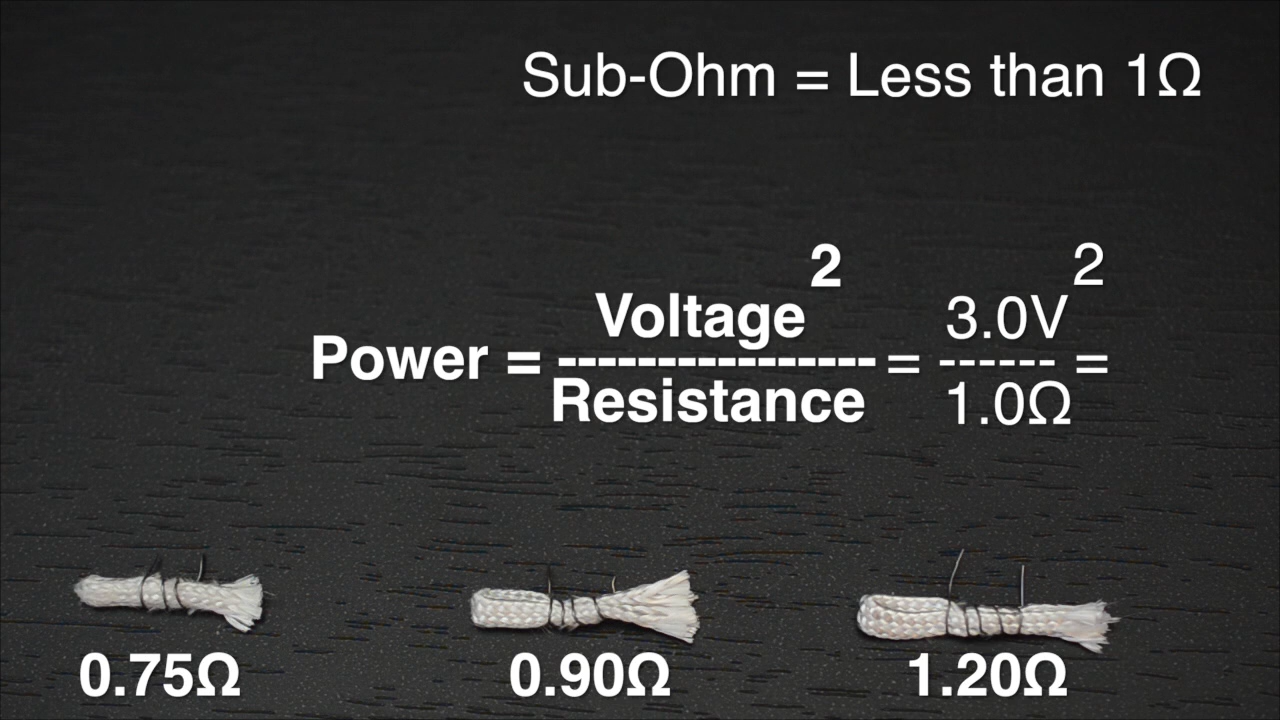 Sub-Ohm = Less than 1Ω
2 2
Voltage 3.0V
Power = ---------------- = ------ =
Resistance 1.0Ω
0.75Ω 0.90Ω 1.20Ω